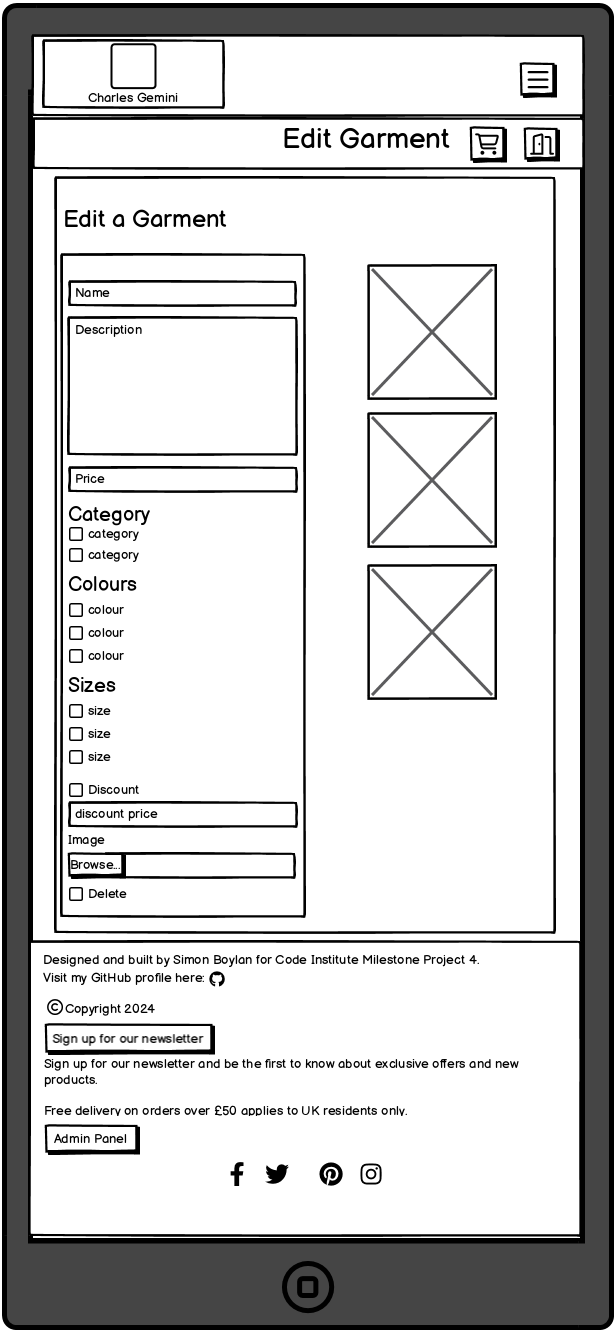 Charles Gemini
Edit Garment
Edit a Garment
Name
Description
Price
Category
category
category
Colours
colour
colour
colour
Sizes
size
size
size
Discount
discount price
Image
Browse...
Delete
Designed and built by Simon Boylan for Code Institute Milestone Project 4.
Visit my GitHub profile here:
©Copyright 2024
Sign up for our newsletter
Sign up for our newsletter and be the first to know about exclusive offers and new
products.
Free delivery on orders over £50 applies to UK residents only.
Admin Panel